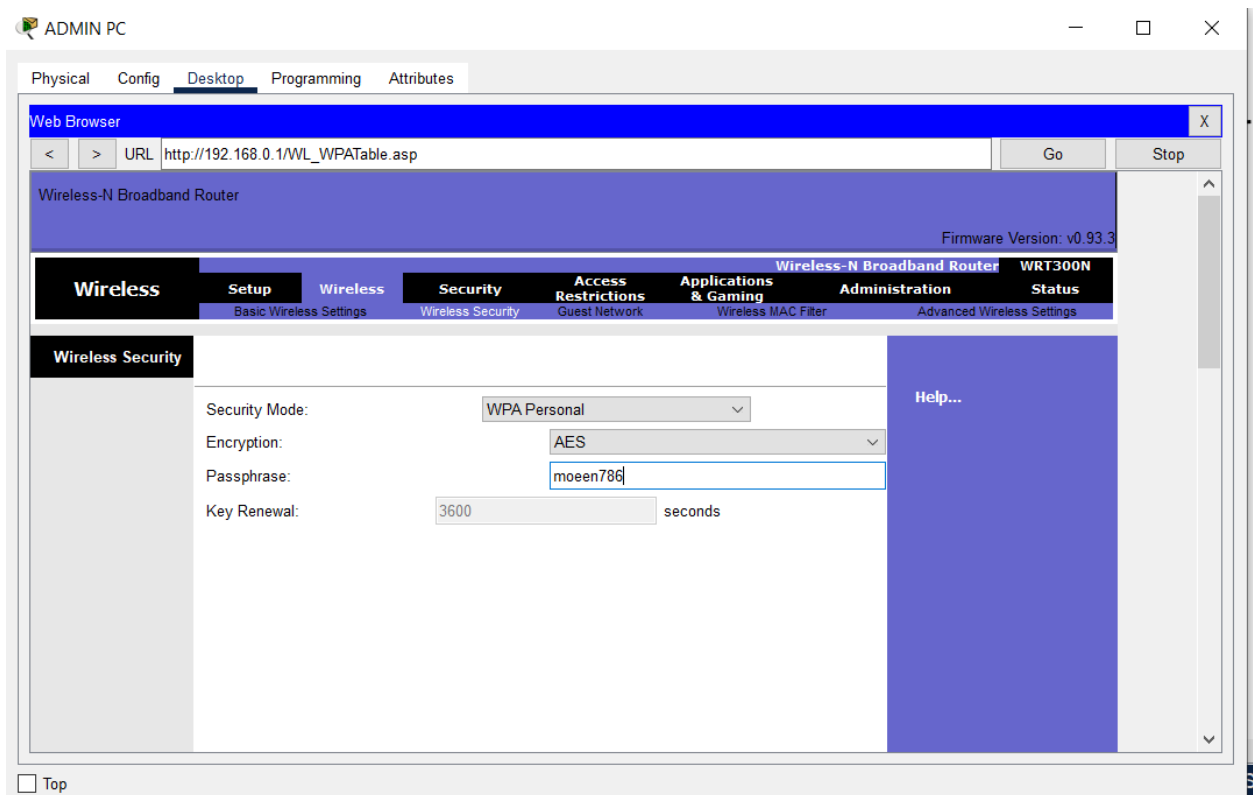 ADMIN PC
Physical Config Desktop Programming Attributes
Web Browser X
< > URL http://192.168.0.1/WL_WPATable.asp Go Stop
Wireless-N Broadband Router
Firmware Version: v0.93.3
Wireless-N Broadband Router WRT300N
Wireless Setup Wireless Security Access Restrictions Applications & Gaming Administration Status
Basic Wireless Settings Wireless Security Guest Network Wireless MAC Filter Advanced Wireless Settings
Wireless Security
Help...
Security Mode: WPA Personal
Encryption: AES
Passphrase: moeen786
Key Renewal: 3600 seconds
Top